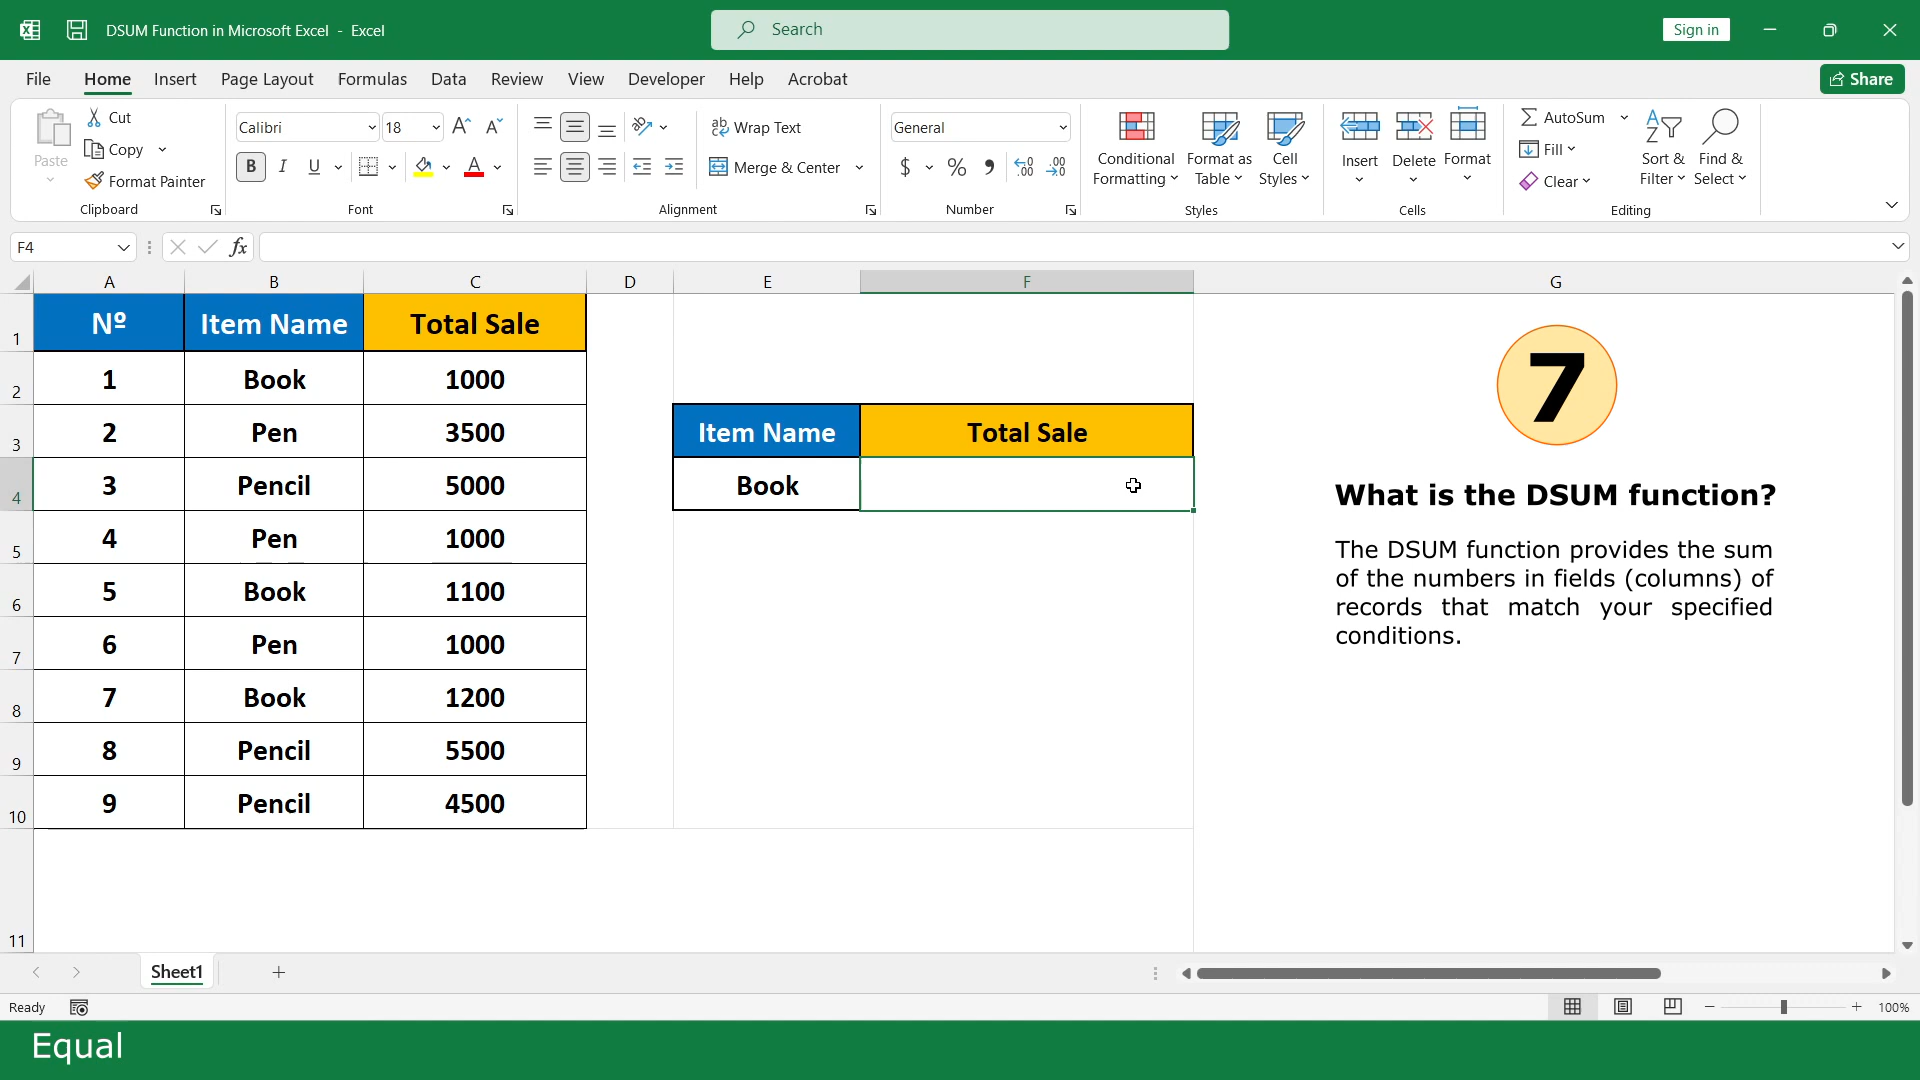 DSUM Function in Microsoft Excel - Excel
Search
Sign in
File Home Insert Page Layout Formulas Data Review View Developer Help Acrobat
Share
Paste
Cut
Copy
Format Painter
Clipboard
Calibri 18
B I U
Font
Wrap Text
Merge & Center
Alignment
General
$ %
Number
Conditional Formatting
Format as Table
Cell Styles
Styles
Insert Delete Format
Cells
AutoSum
Fill
Clear
Sort & Filter
Find & Select
Editing
F4
fx
A B C D E F G
1 Nº Item Name Total Sale
2 1 Book 1000
3 2 Pen 3500 Item Name Total Sale
4 3 Pencil 5000 Book
5 4 Pen 1000
6 5 Book 1100
7 6 Pen 1000
8 7 Book 1200
9 8 Pencil 5500
10 9 Pencil 4500
11
7
What is the DSUM function?
The DSUM function provides the sum
of the numbers in fields (columns) of
records that match your specified
conditions.
Sheet1
Ready
100%
Equal